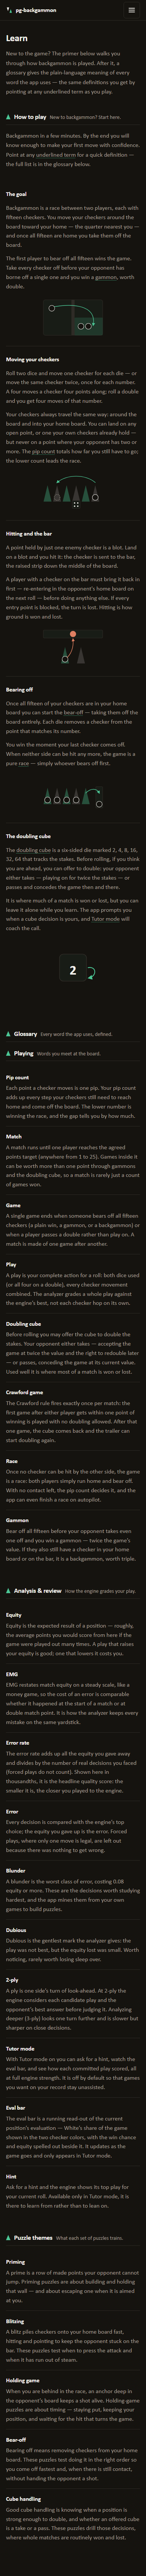 pg-backgammon
Learn
New to the game? The primer below walks you
through how backgammon is played. After it, a
glossary gives the plain-language meaning of every
word the app uses — the same definitions you get by
pointing at any underlined term as you play.
How to play New to backgammon? Start here.
Backgammon in a few minutes. By the end you will
know enough to make your first move with confidence.
Point at any underlined term for a quick definition —
the full list is in the glossary below.
The goal
Backgammon is a race between two players, each with
fifteen checkers. You move your checkers around the
board toward your home — the quarter nearest you —
and once all fifteen are home you take them off the
board.
The first player to bear off all fifteen wins the game.
Take every checker off before your opponent has
borne off a single one and you win a gammon, worth
double.
Moving your checkers
Roll two dice and move one checker for each die — or
move the same checker twice, once for each number.
A four moves a checker four points along; roll a double
and you get four moves of that number.
Your checkers always travel the same way: around the
board and into your home board. You can land on an
open point, or one your own checkers already hold —
but never on a point where your opponent has two or
more. The pip count totals how far you still have to go;
the lower count leads the race.
Hitting and the bar
A point held by just one enemy checker is a blot. Land
on a blot and you hit it: the checker is sent to the bar,
the raised strip down the middle of the board.
A player with a checker on the bar must bring it back in
first — re-entering in the opponent's home board on
the next roll — before doing anything else. If every
entry point is blocked, the turn is lost. Hitting is how
ground is won and lost.
Bearing off
Once all fifteen of your checkers are in your home
board you can start the bear-off — taking them off the
board entirely. Each die removes a checker from the
point that matches its number.
You win the moment your last checker comes off.
When neither side can be hit any more, the game is a
pure race — simply whoever bears off first.
The doubling cube
The doubling cube is a six-sided die marked 2, 4, 8, 16,
32, 64 that tracks the stakes. Before rolling, if you think
you are ahead, you can offer to double: your opponent
either takes — playing on for twice the stakes — or
passes and concedes the game then and there.
It is where much of a match is won or lost, but you can
leave it alone while you learn. The app prompts you
when a cube decision is yours, and Tutor mode will
coach the call.
2
Glossary Every word the app uses, defined.
Playing Words you meet at the board.
Pip count
Each point a checker moves is one pip. Your pip count
adds up every step your checkers still need to reach
home and come off the board. The lower number is
winning the race, and the app tells you by how much.
Match
A match runs until one player reaches the agreed
points target (anywhere from 1 to 25). Games inside it
can be worth more than one point through gammons
and the doubling cube, so a match is rarely just a count
of games won.
Game
A single game ends when someone bears off all fifteen
checkers (a plain win, a gammon, or a backgammon) or
when a player passes a double rather than play on. A
match is made of one game after another.
Play
A play is your complete action for a roll: both dice used
(or all four on a double), every checker movement
combined. The analyzer grades a whole play against
the engine's best, not each checker hop on its own.
Doubling cube
Before rolling you may offer the cube to double the
stakes. Your opponent either takes — accepting the
game at twice the value and the right to redouble later
— or passes, conceding the game at its current value.
Used well it is where most of a match is won or lost.
Crawford game
The Crawford rule fires exactly once per match: the
first game after either player gets within one point of
winning is played with no doubling allowed. After that
one game, the cube comes back and the trailer can
start doubling again.
Race
Once no checker can be hit by the other side, the game
is a race: both players simply run home and bear off.
With no contact left, the pip count decides it, and the
app can even finish a race on autopilot.
Gammon
Bear off all fifteen before your opponent takes even
one off and you win a gammon — twice the game's
value. If they also still have a checker in your home
board or on the bar, it is a backgammon, worth triple.
Analysis & review How the engine grades your play.
Equity
Equity is the expected result of a position — roughly,
the average points you would score from here if the
game were played out many times. A play that raises
your equity is good; one that lowers it costs you.
EMG
EMG restates match equity on a steady scale, like a
money game, so the cost of an error is comparable
whether it happened at the start of a match or at
double match point. It is how the analyzer keeps every
mistake on the same yardstick.
Error rate
The error rate adds up all the equity you gave away
and divides by the number of real decisions you faced
(forced plays do not count). Shown here in
thousandths, it is the headline quality score: the
smaller it is, the closer you played to the engine.
Error
Every decision is compared with the engine's top
choice; the equity you gave up is the error. Forced
plays, where only one move is legal, are left out
because there was nothing to get wrong.
Blunder
A blunder is the worst class of error, costing 0.08
equity or more. These are the decisions worth studying
hardest, and the app mines them from your own
games to build puzzles.
Dubious
Dubious is the gentlest mark the analyzer gives: the
play was not best, but the equity lost was small. Worth
noticing, rarely worth losing sleep over.
2-ply
A ply is one side's turn of look-ahead. At 2-ply the
engine considers each candidate play and the
opponent's best answer before judging it. Analyzing
deeper (3-ply) looks one turn further and is slower but
sharper on close decisions.
Tutor mode
With Tutor mode on you can ask for a hint, watch the
eval bar, and see how each committed play scored, all
at full engine strength. It is off by default so that games
you want on your record stay unassisted.
Eval bar
The eval bar is a running read-out of the current
position's evaluation — White's share of the game
shown in the two checker colors, with the win chance
and equity spelled out beside it. It updates as the
game goes and only appears in Tutor mode.
Hint
Ask for a hint and the engine shows its top play for
your current roll. Available only in Tutor mode, it is
there to learn from rather than to lean on.
Puzzle themes What each set of puzzles trains.
Priming
A prime is a row of made points your opponent cannot
jump. Priming puzzles are about building and holding
that wall — and about escaping one when it is aimed
at you.
Blitzing
A blitz piles checkers onto your home board fast,
hitting and pointing to keep the opponent stuck on the
bar. These puzzles test when to press the attack and
when it has run out of steam.
Holding game
When you are behind in the race, an anchor deep in
the opponent's board keeps a shot alive. Holding-game
puzzles are about timing — staying put, keeping your
position, and waiting for the hit that turns the game.
Bear-off
Bearing off means removing checkers from your home
board. These puzzles test doing it in the right order so
you come off fastest and, when there is still contact,
without handing the opponent a shot.
Cube handling
Good cube handling is knowing when a position is
strong enough to double, and whether an offered cube
is a take or a pass. These puzzles drill those decisions,
where whole matches are routinely won and lost.